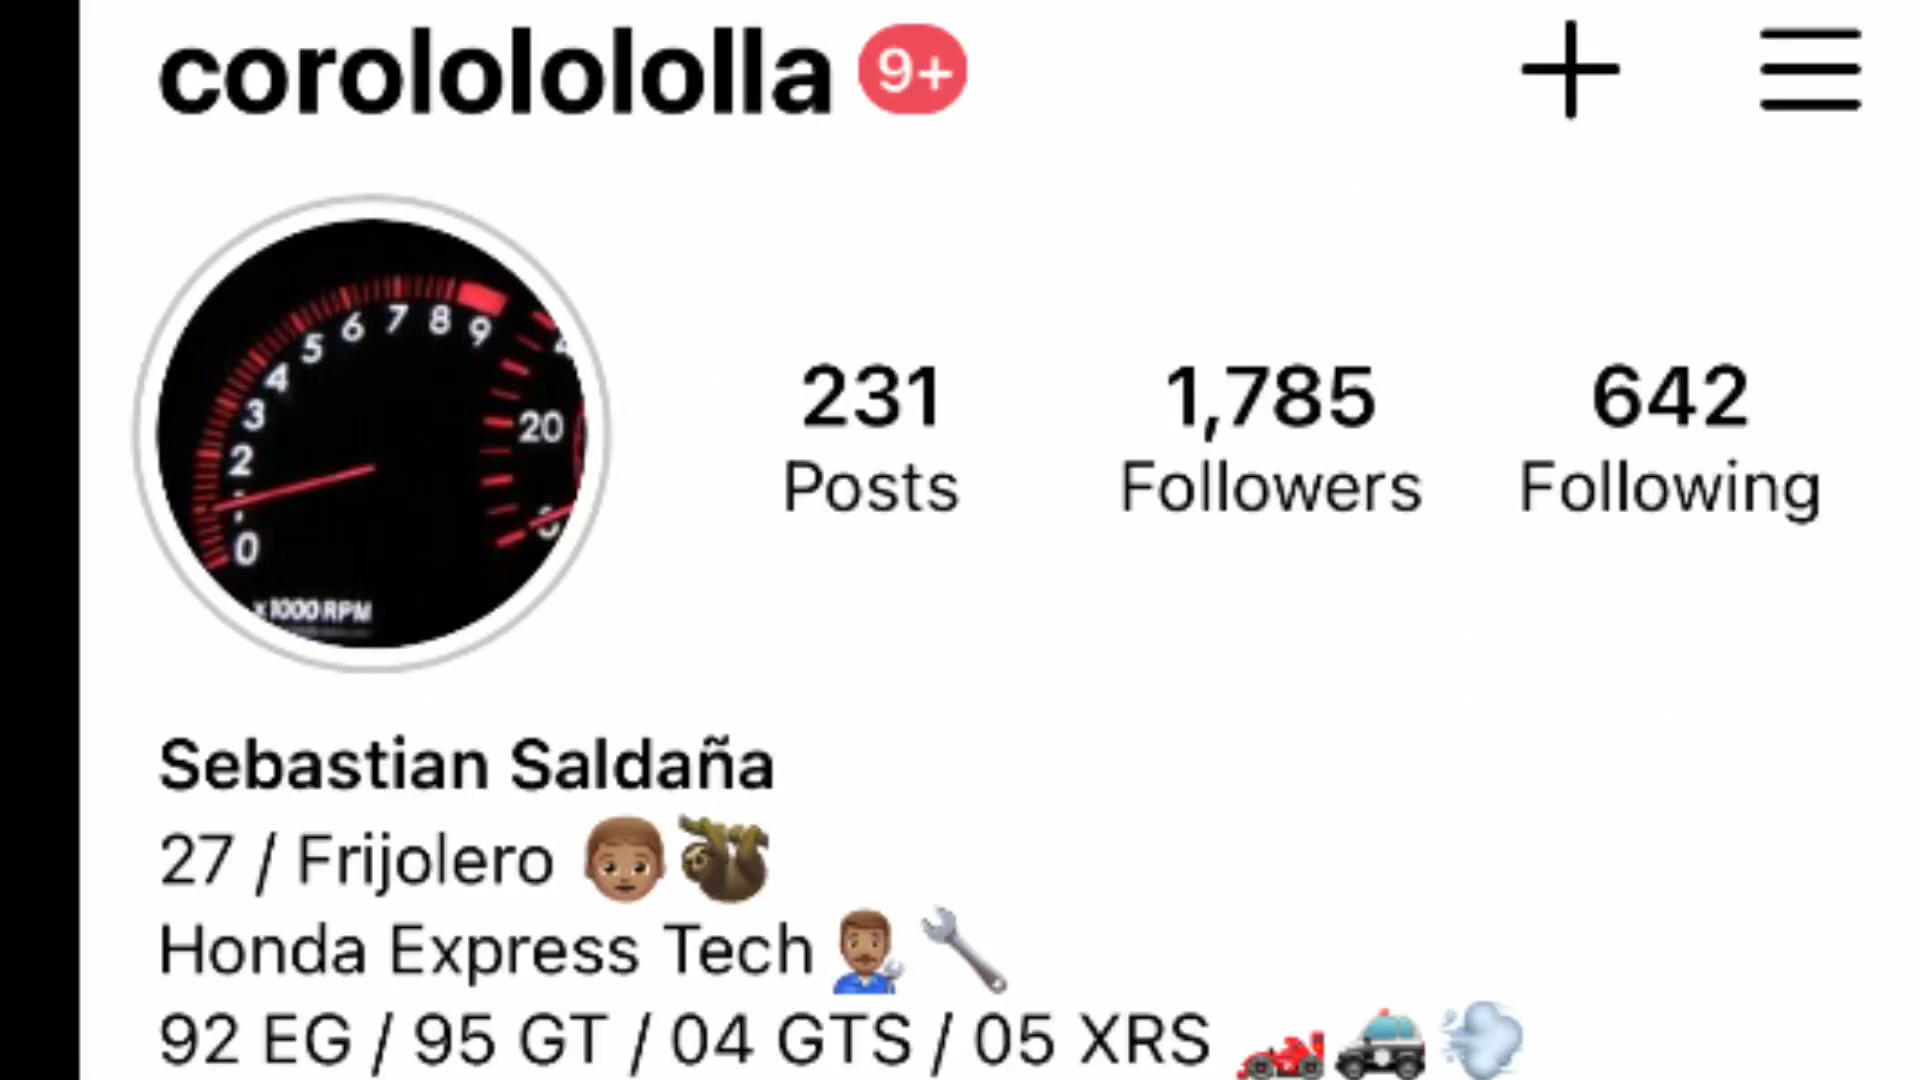 corolololollla 9+
5 6 7 8 9
4
3
2
0
20
x1000 RPM
231 1,785 642
Posts Followers Following
Sebastian Saldaña
27 / Frijolero 👦🏽🦥
Honda Express Tech 👨🏽‍🔧🔧
92 EG / 95 GT / 04 GTS / 05 XRS 🏎️🚓💨